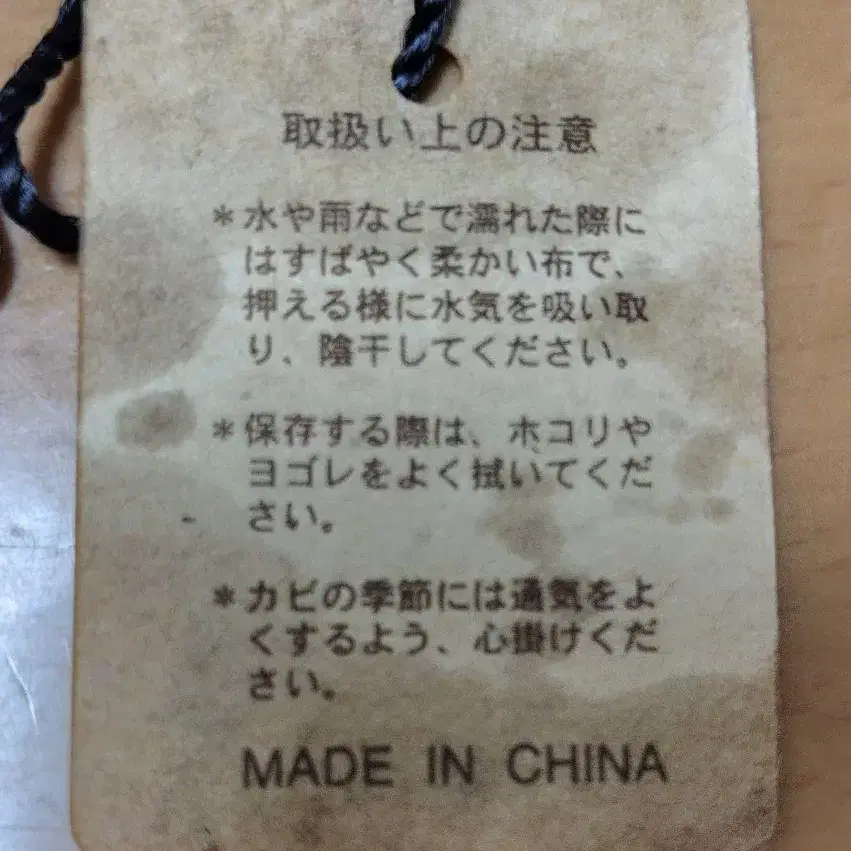 取扱い上の注意
*水や雨などで濡れた際に
はすばやく柔かい布で、
押える様に水気を吸い取
り、陰干してください。
*保存する際は、ホコリや
ヨゴレをよく拭いてくだ
さい。
*カビの季節には通気をよ
くするよう、心掛けくだ
さい。
MADE IN CHINA